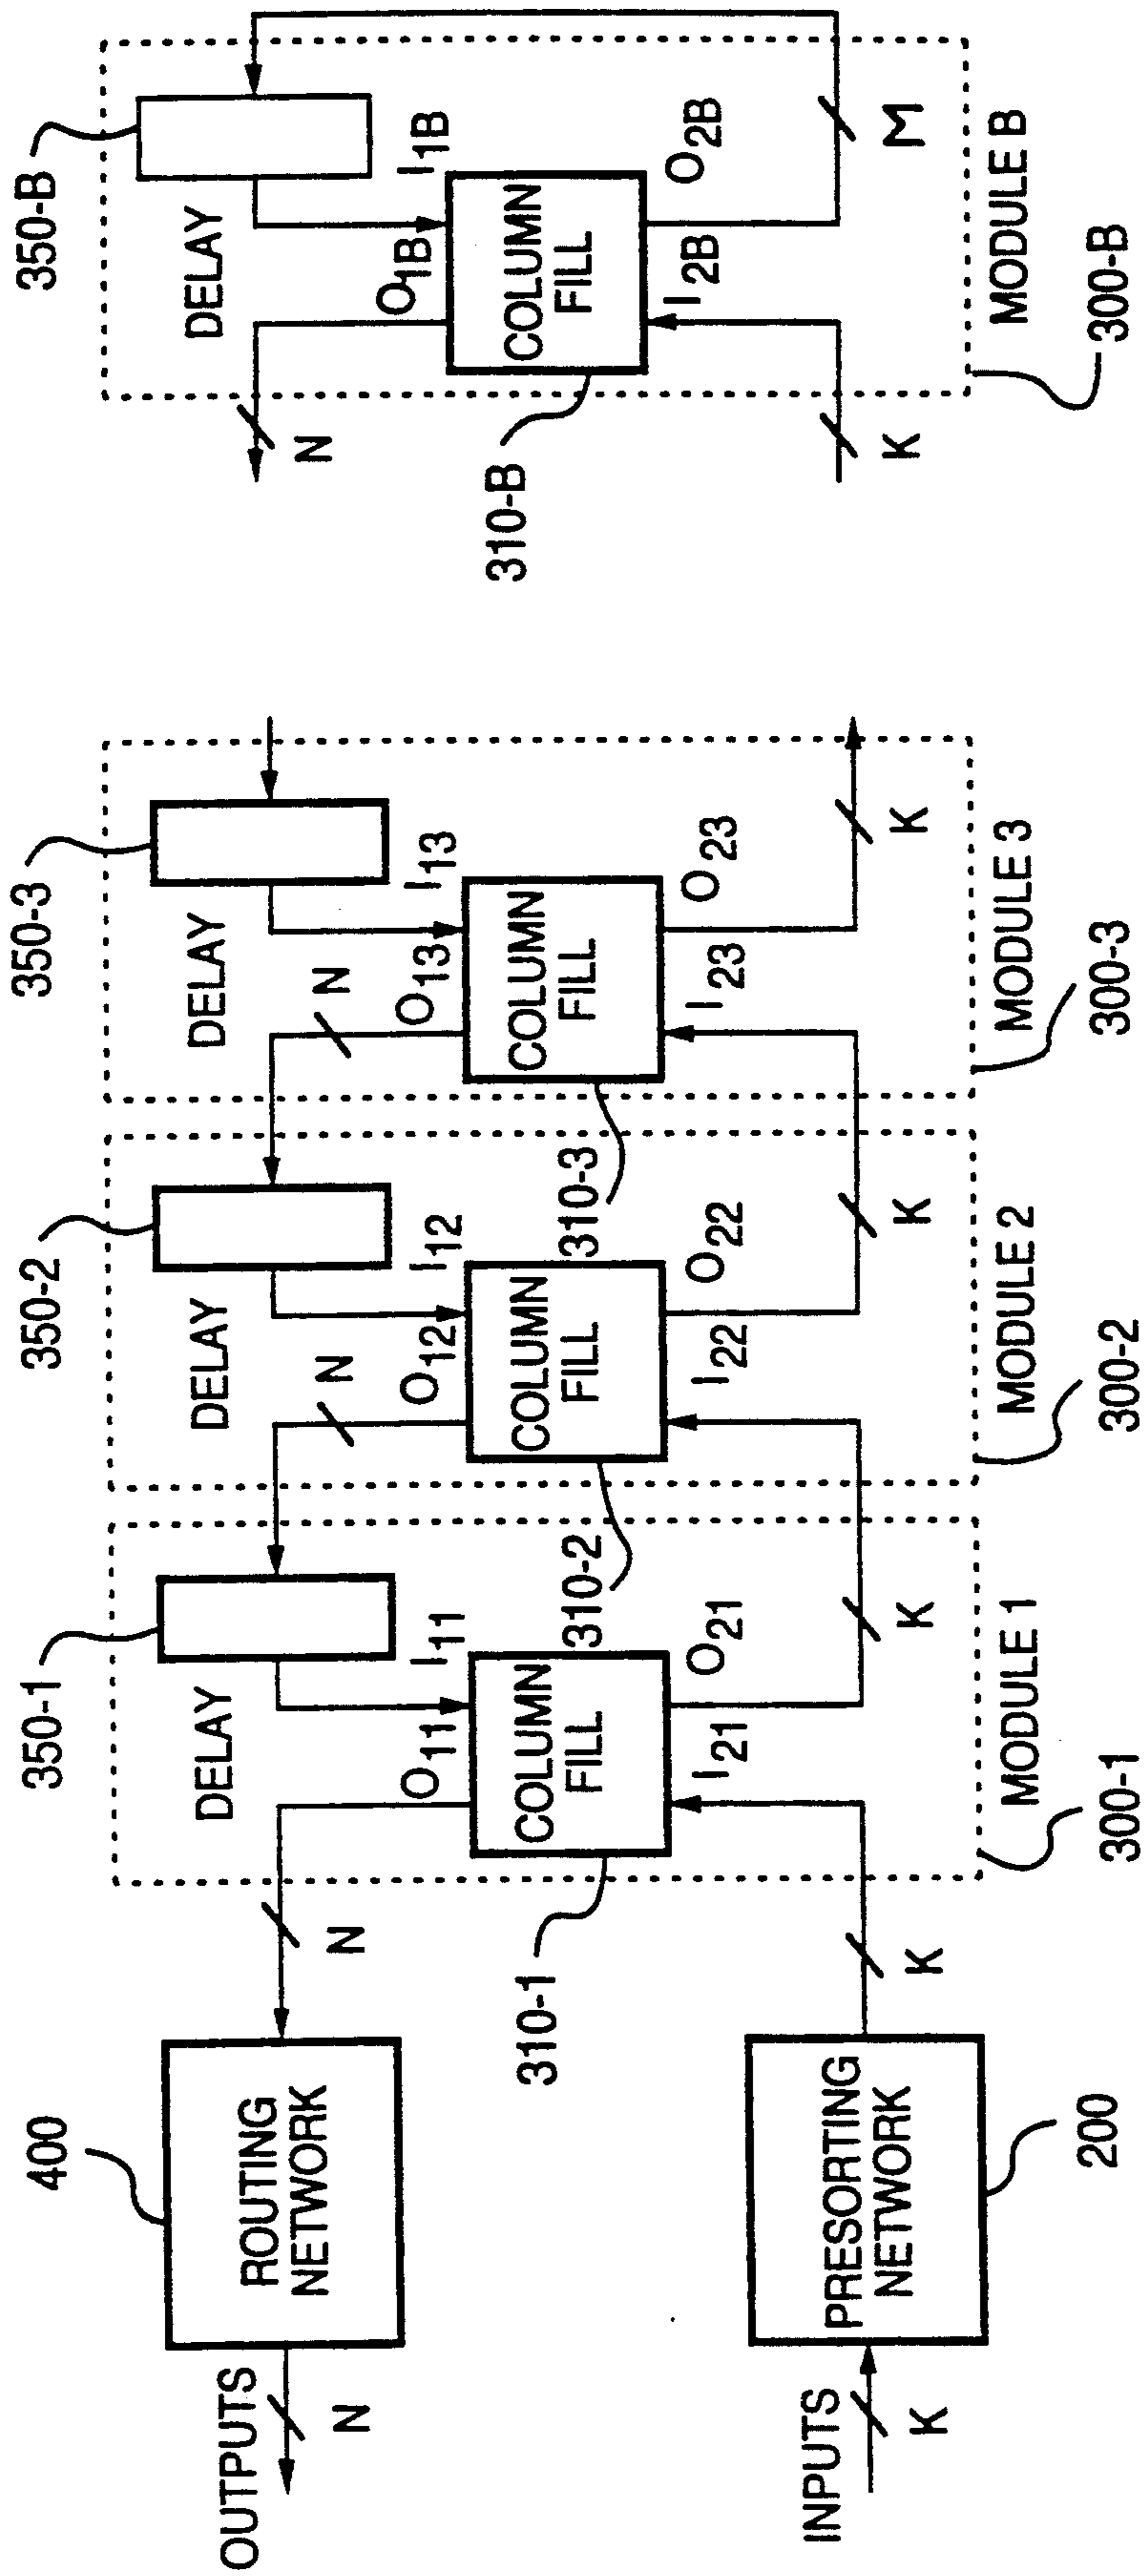 OUTPUTS
N
400
ROUTING
NETWORK
N
INPUTS
K
PRESORTING
NETWORK
200
K
350-1
DELAY
I11
O11
COLUMN
FILL
310-1
O21
I21
K
MODULE 1
300-1
350-2
DELAY
N
I12
O12
COLUMN
FILL
310-2
O22
I22
K
MODULE 2
300-2
350-3
DELAY
N
I13
O13
COLUMN
FILL
310-3
O23
I23
K
MODULE 3
300-3
350-B
DELAY
N
I1B
O1B
COLUMN
FILL
310-B
O2B
I2B
K
M
MODULE B
300-B